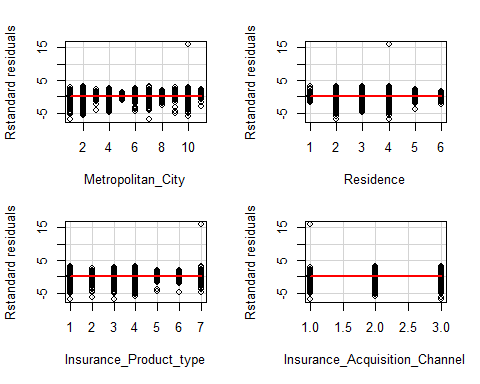 Rstandard residuals
15
5
-5
2 4 6 8 10
Metropolitan_City
Rstandard residuals
15
5
-5
1 2 3 4 5 6
Residence
Rstandard residuals
15
5
-5
1 2 3 4 5 6 7
Insurance_Product_type
Rstandard residuals
15
5
-5
1.0 1.5 2.0 2.5 3.0
Insurance_Acquisition_Channel